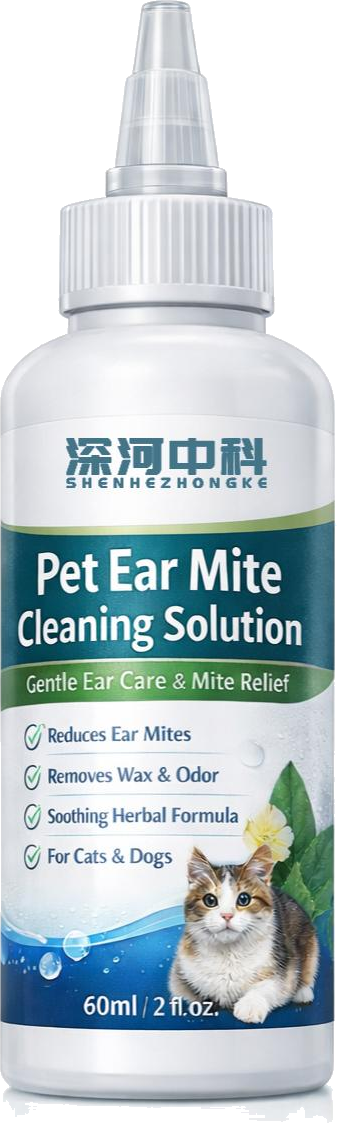 深河中科
SHENHEZHONGKE
Pet Ear Mite
Cleaning Solution
Gentle Ear Care & Mite Relief
Reduces Ear Mites
Removes Wax & Odor
Soothing Herbal Formula
For Cats & Dogs
60ml / 2 fl.oz.